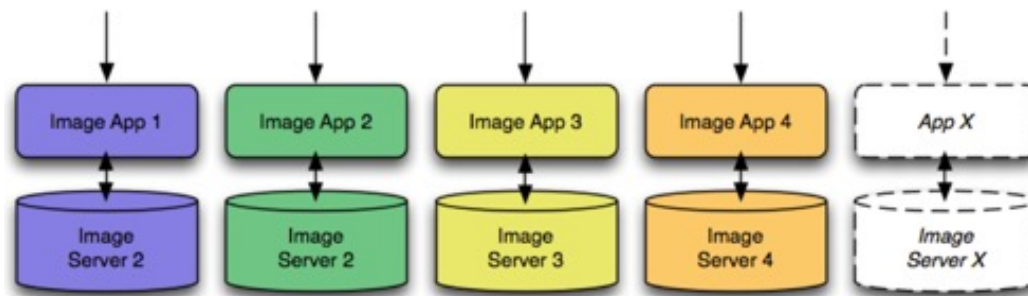 Image App 1
Image App 2
Image App 3
Image App 4
App X
Image
Server 2
Image
Server 2
Image
Server 3
Image
Server 4
Image
Server X